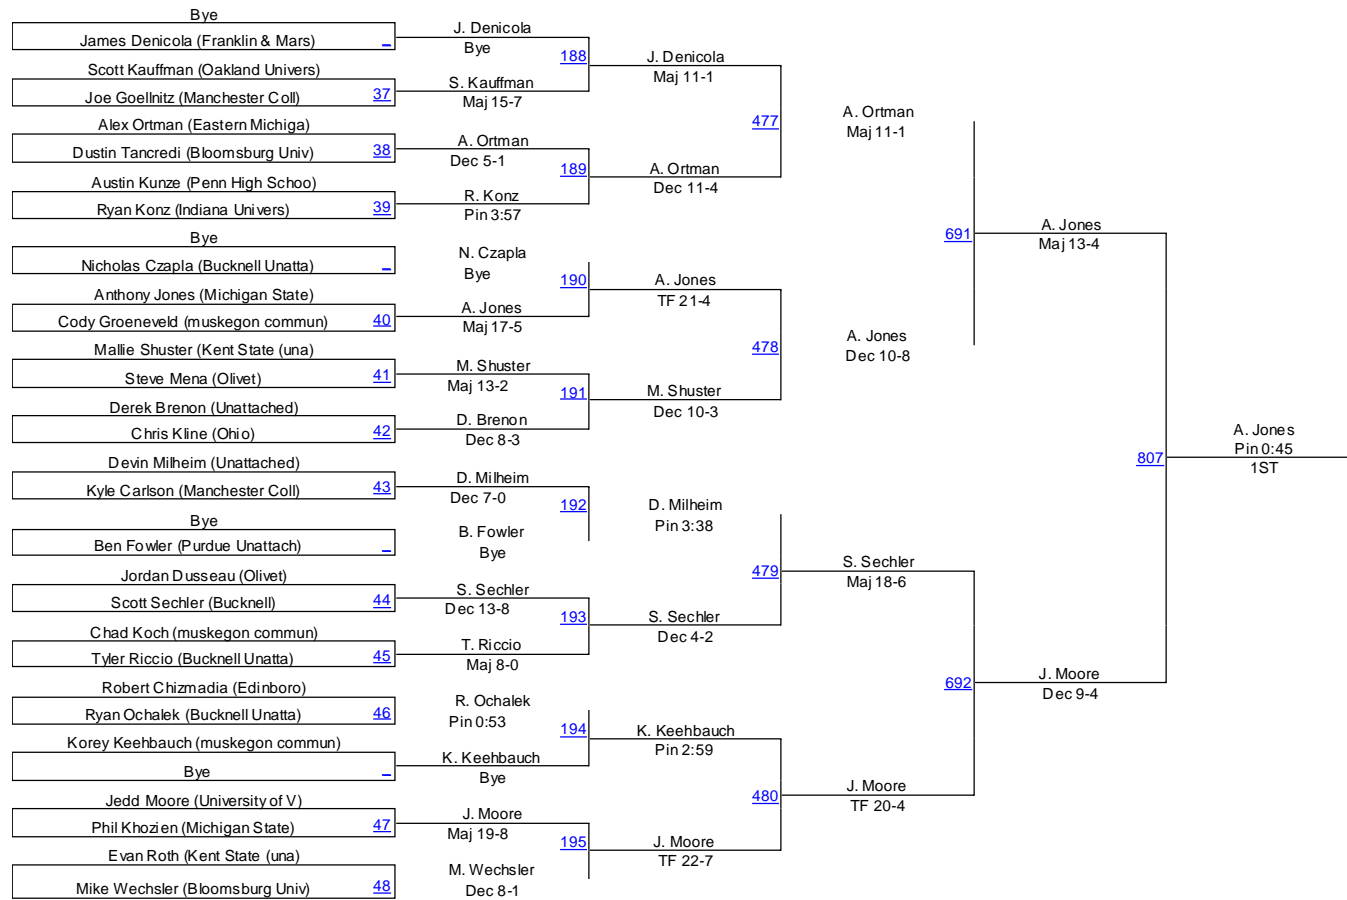 Bye
James Denicola (Franklin & Mars)
Scott Kauffman (Oakland Univers)
Joe Goellnitz (Manchester Coll)
37
Alex Ortman (Eastern Michiga)
Dustin Tancredi (Bloomsburg Univ)
38
Austin Kunze (Penn High Schoo)
Ryan Konz (Indiana Univers)
39
Bye
Nicholas Czapla (Bucknell Unatta)
Anthony Jones (Michigan State)
Cody Groeneveld (muskegon commun)
40
Mallie Shuster (Kent State (una)
Steve Mena (Olivet)
41
Derek Brenon (Unattached)
Chris Kline (Ohio)
42
Devin Milheim (Unattached)
Kyle Carlson (Manchester Coll)
43
Bye
Ben Fowler (Purdue Unattach)
Jordan Dusseau (Olivet)
Scott Sechler (Bucknell)
44
Chad Koch (muskegon commun)
Tyler Riccio (Bucknell Unatta)
45
Robert Chizmadia (Edinboro)
Ryan Ochalek (Bucknell Unatta)
46
Korey Keehbauch (muskegon commun)
Bye
Jedd Moore (University of V)
Phil Khozien (Michigan State)
47
Evan Roth (Kent State (una)
Mike Wechsler (Bloomsburg Univ)
48
J. Denicola
Bye
188
S. Kauffman
Maj 15-7
A. Ortman
Dec 5-1
189
R. Konz
Pin 3:57
N. Czapla
Bye
190
A. Jones
Maj 17-5
M. Shuster
Maj 13-2
191
D. Brenon
Dec 8-3
D. Milheim
Dec 7-0
192
B. Fowler
Bye
S. Sechler
Dec 13-8
193
T. Riccio
Maj 8-0
R. Ochalek
Pin 0:53
194
K. Keehbauch
Bye
J. Moore
Maj 19-8
195
M. Wechsler
Dec 8-1
J. Denicola
Maj 11-1
477
A. Ortman
Dec 11-4
A. Jones
TF 21-4
478
M. Shuster
Dec 10-3
D. Milheim
Pin 3:38
479
S. Sechler
Dec 4-2
K. Keehbauch
Pin 2:59
480
J. Moore
TF 22-7
A. Ortman
Maj 11-1
691
A. Jones
Dec 10-8
S. Sechler
Maj 18-6
692
J. Moore
TF 20-4
A. Jones
Maj 13-4
807
J. Moore
Dec 9-4
A. Jones
Pin 0:45
1ST